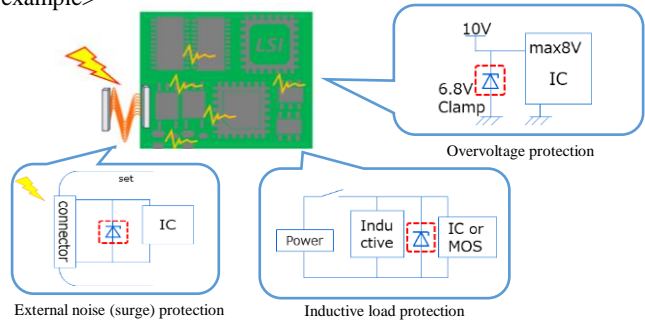 example>
LSI
10V
max8V
IC
6.8V
Clamp
Overvoltage protection
set
connector
IC
External noise (surge) protection
Power
Indu
ctive
IC or
MOS
Inductive load protection